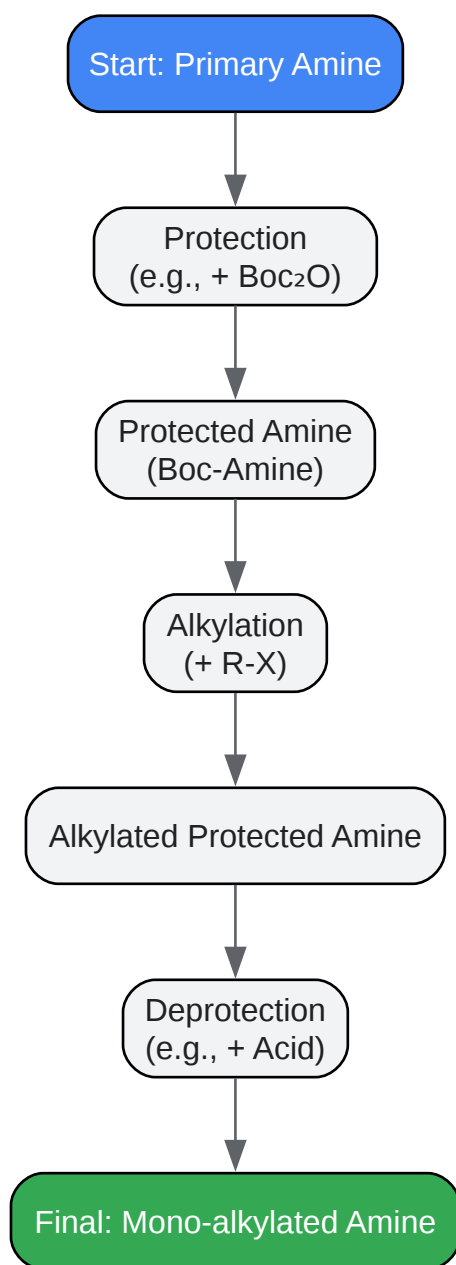 Start: Primary Amine
Protection
(e.g., + Boc₂O)
Protected Amine
(Boc-Amine)
Alkylation
(+ R-X)
Alkylated Protected Amine
Deprotection
(e.g., + Acid)
Final: Mono-alkylated Amine